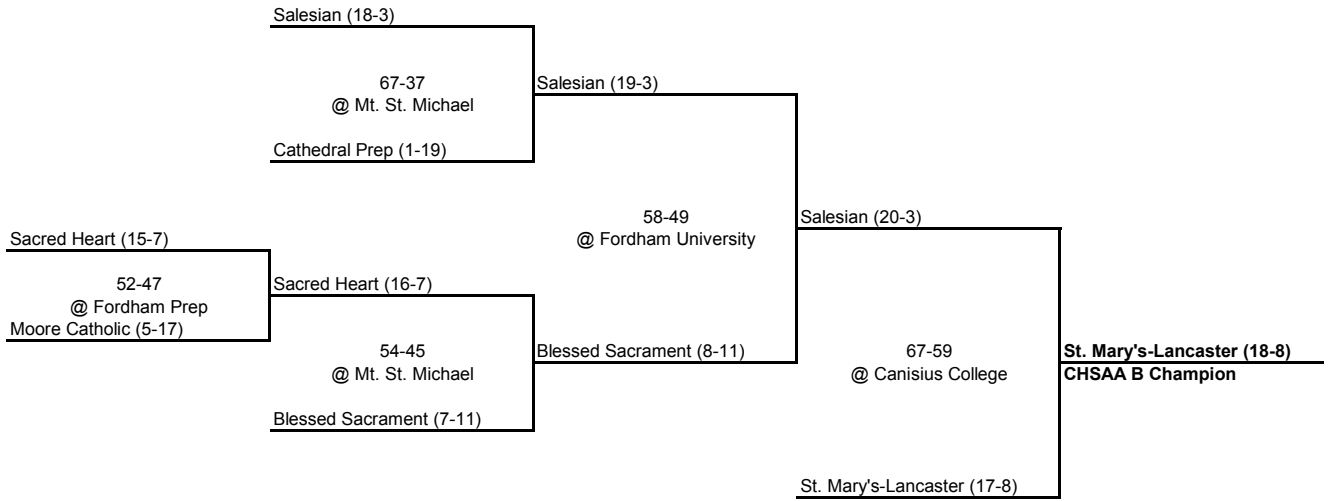 Salesian (18-3)
67-37
@ Mt. St. Michael
Salesian (19-3)
Cathedral Prep (1-19)
58-49
@ Fordham University
Salesian (20-3)
Sacred Heart (15-7)
52-47
@ Fordham Prep
Moore Catholic (5-17)
Sacred Heart (16-7)
54-45
@ Mt. St. Michael
Blessed Sacrament (8-11)
Blessed Sacrament (7-11)
67-59
@ Canisius College
St. Mary's-Lancaster (18-8)
CHSAA B Champion
St. Mary's-Lancaster (17-8)